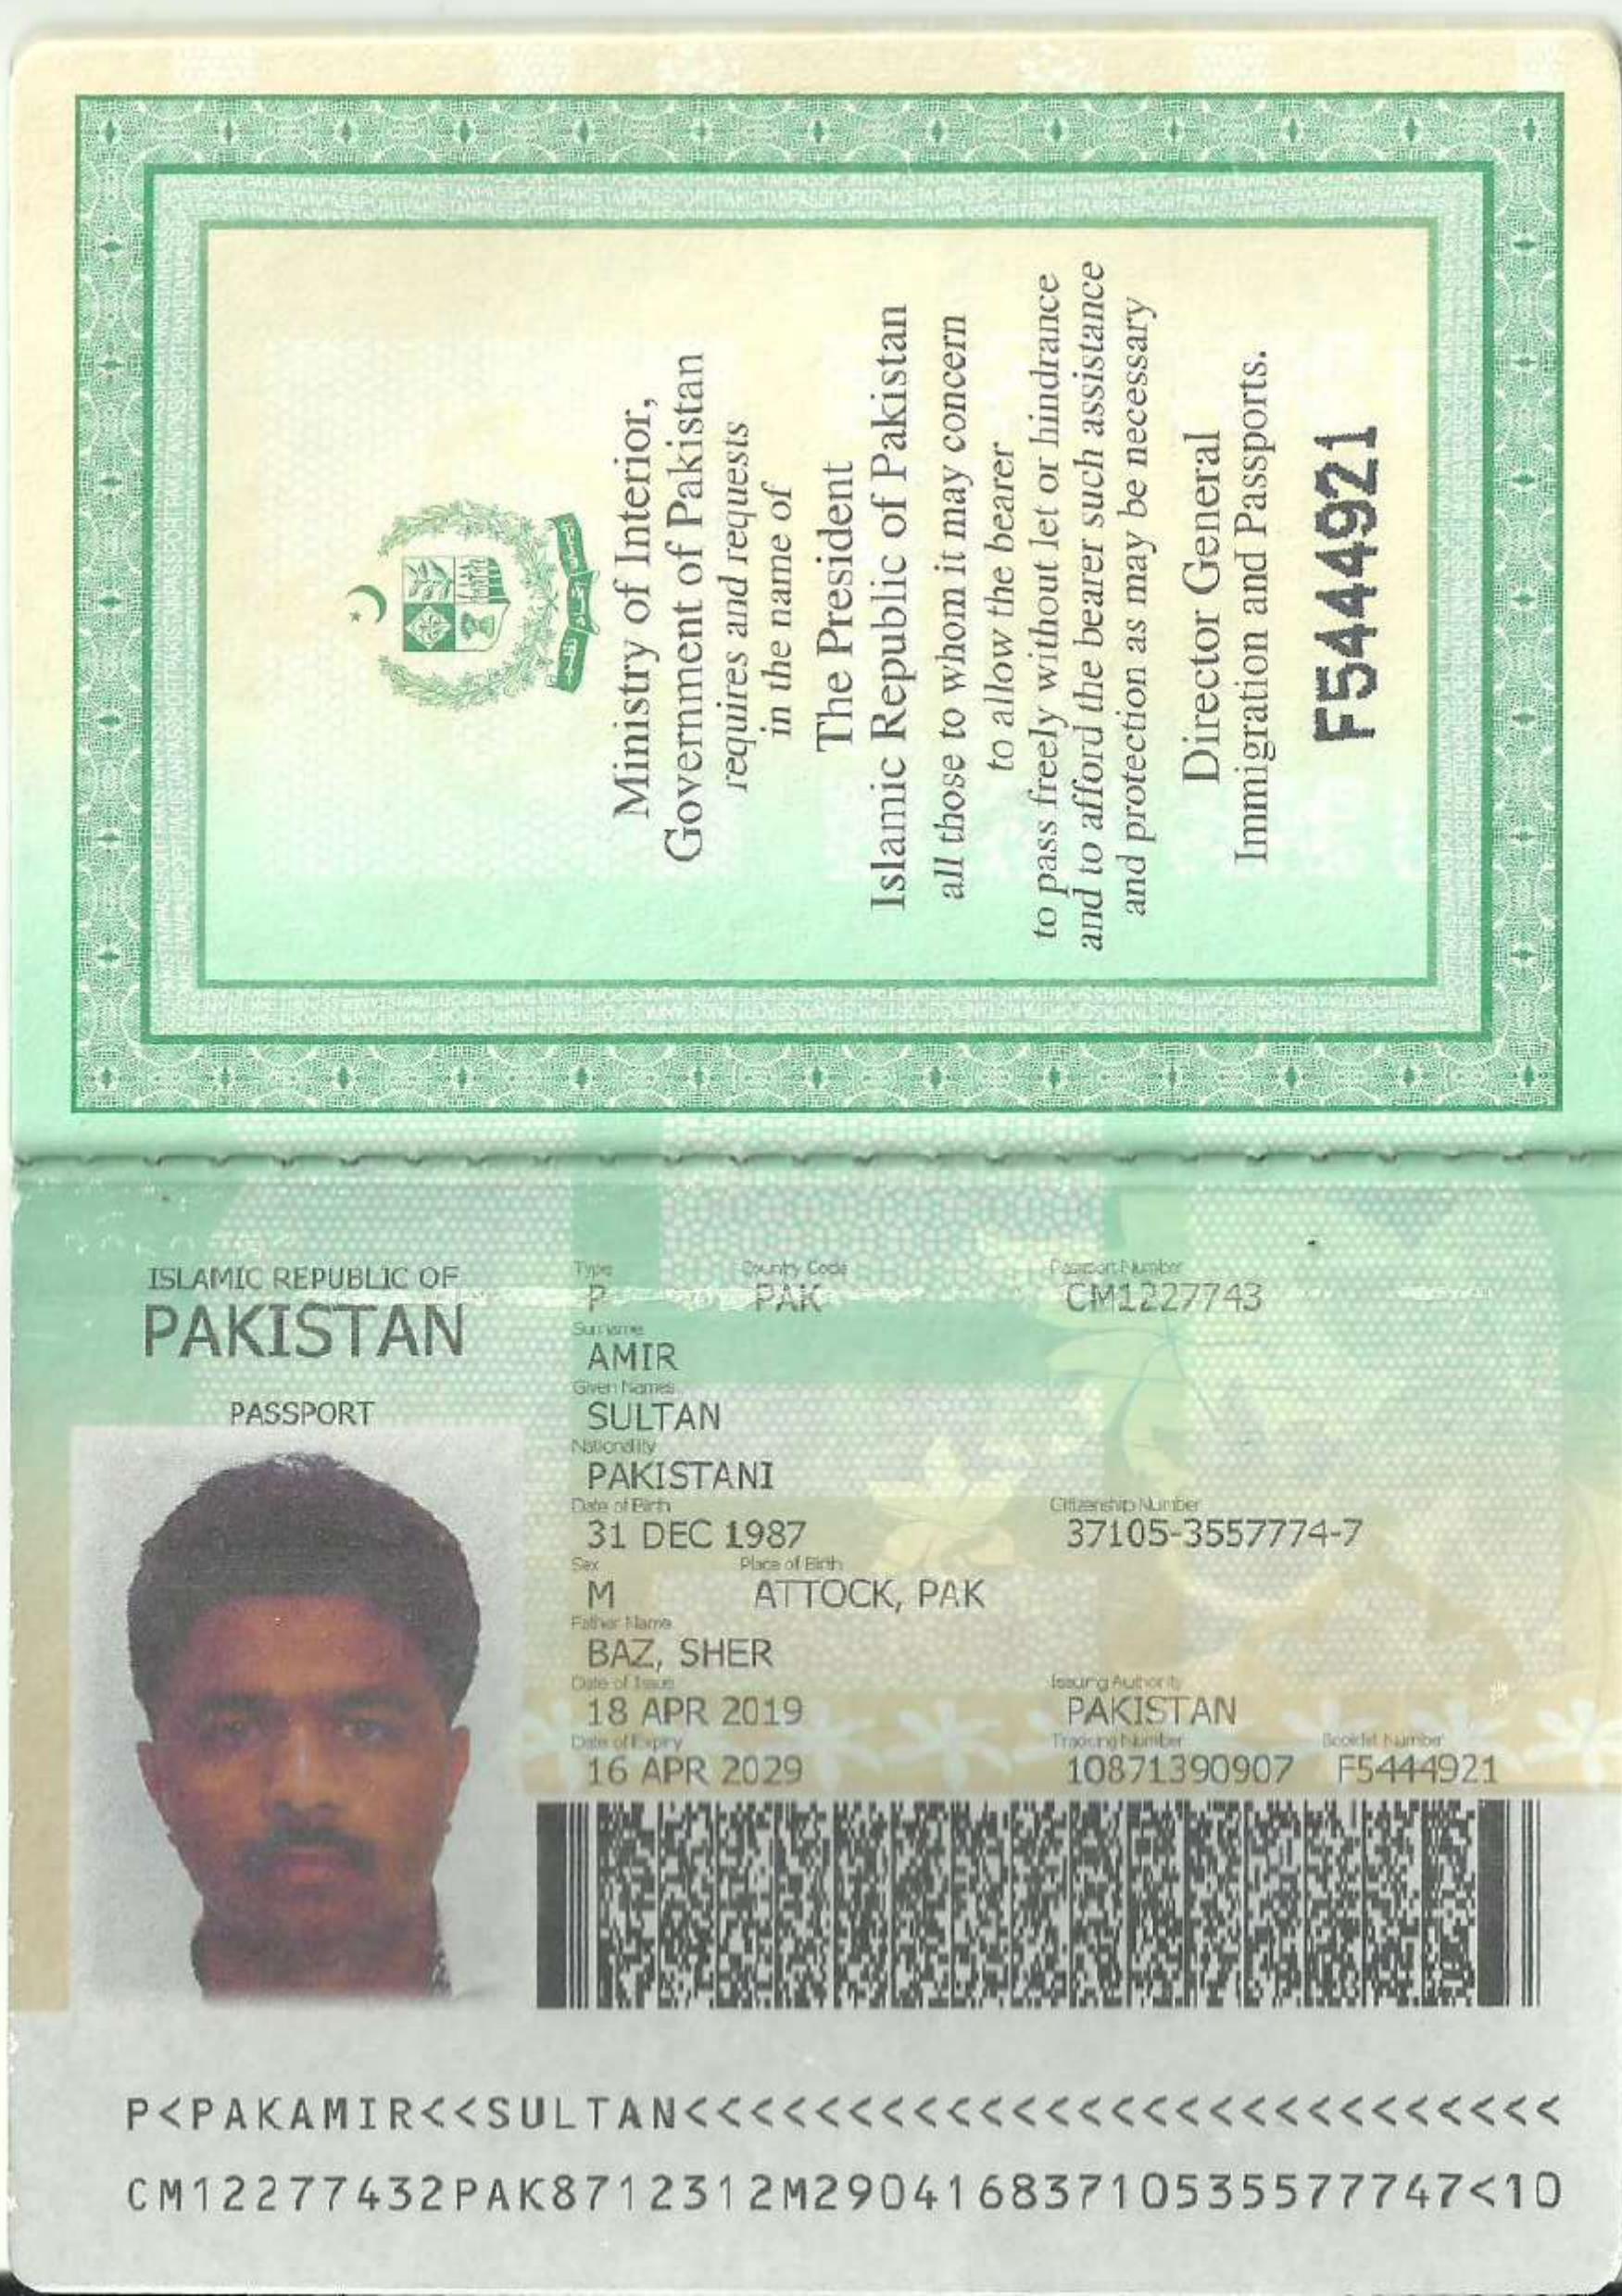 Ministry of Interior,
Government of Pakistan
requires and requests
in the name of
The President
Islamic Republic of Pakistan
all those to whom it may concern
to allow the bearer
to pass freely without let or hindrance
and to afford the bearer such assistance
and protection as may be necessary
Director General
Immigration and Passports.
F5444921
ISLAMIC REPUBLIC OF
PAKISTAN
PASSPORT
Type Country Code Passport Number
P PAK CM1227743
Surname
AMIR
Given Names
SULTAN
Nationality
PAKISTANI
Date of Birth Citizenship Number
31 DEC 1987 37105-3557774-7
Sex Place of Birth
M ATTOCK, PAK
Father Name
BAZ, SHER
Date of Issue Issuing Authority
18 APR 2019 PAKISTAN
Date of Expiry Tracking Number Booklet Number
16 APR 2029 10871390907 F5444921
P<PAKAMIR<<SULTAN<<<<<<<<<<<<<<<<<<<<<<<<<<<
CM12277432PAK8712312M29041683710535577747<10